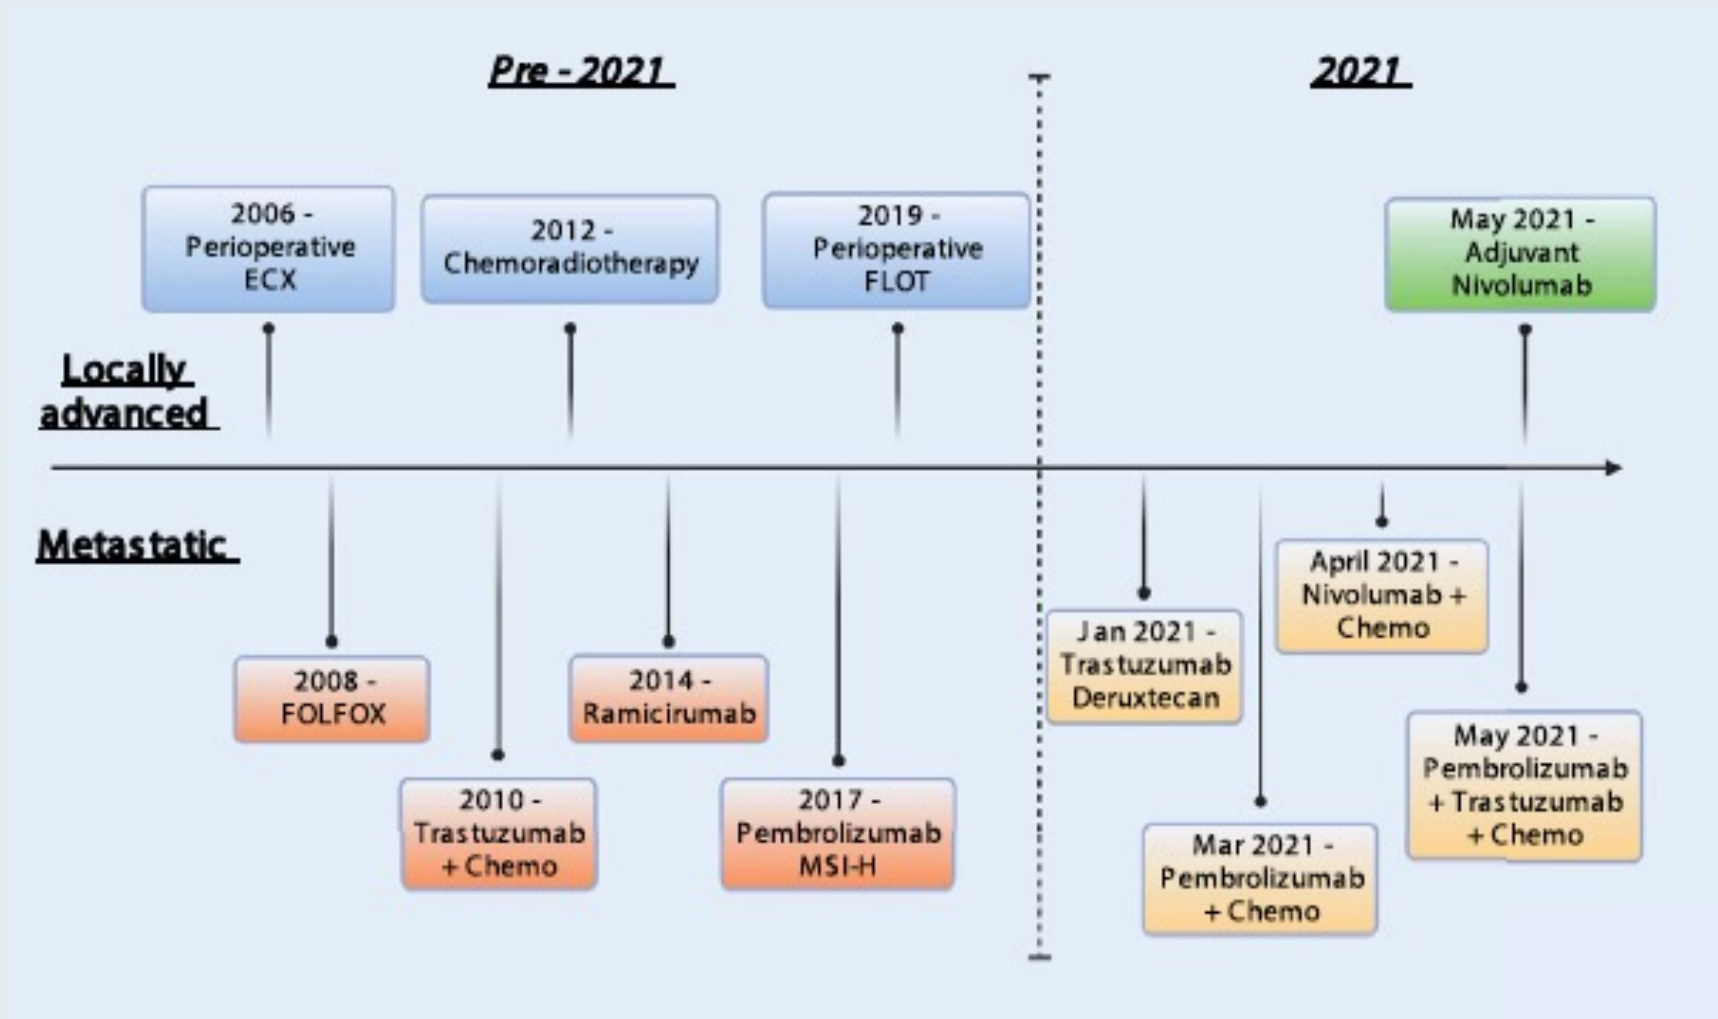 Pre - 2021
2021
2006 -
Perioperative
ECX
2012 -
Chemoradiotherapy
2019 -
Perioperative
FLOT
May 2021 -
Adjuvant
Nivolumab
Locally
advanced
Metastatic
2008 -
FOLFOX
2010 -
Trastuzumab
+ Chemo
2014 -
Ramicirumab
2017 -
Pembrolizumab
MSI-H
Jan 2021 -
Trastuzumab
Deruxtecan
Mar 2021 -
Pembrolizumab
+ Chemo
April 2021 -
Nivolumab +
Chemo
May 2021 -
Pembrolizumab
+ Trastuzumab
+ Chemo